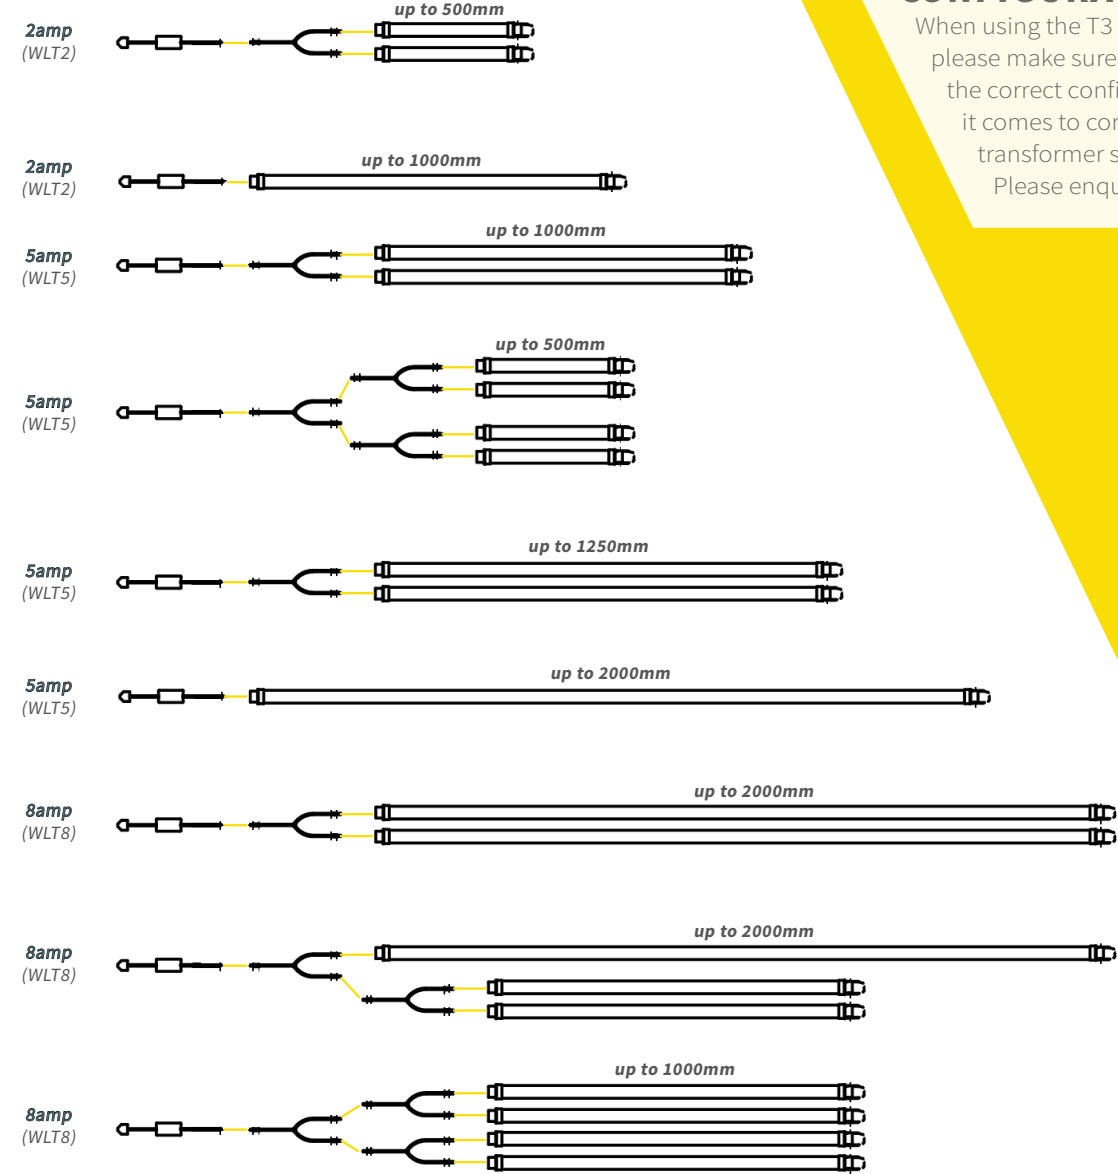 up to 500mm
2amp
(WLT2)
When using the T3
please make sure
the correct confi
it comes to cor
transformer s
Please enqu
up to 1000mm
2amp
(WLT2)
up to 1000mm
5amp
(WLT5)
up to 500mm
5amp
(WLT5)
up to 1250mm
5amp
(WLT5)
up to 2000mm
5amp
(WLT5)
up to 2000mm
8amp
(WLT8)
up to 2000mm
8amp
(WLT8)
up to 1000mm
8amp
(WLT8)